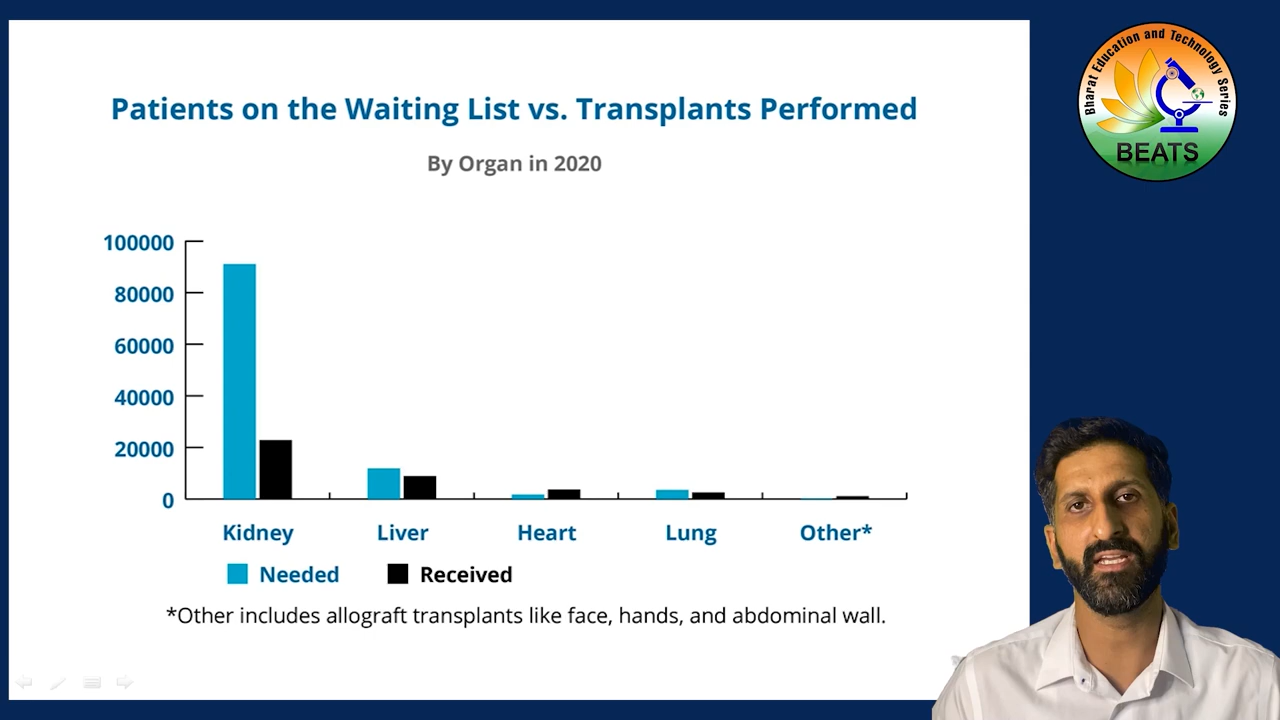 Patients on the Waiting List vs. Transplants Performed
By Organ in 2020
100000
80000
60000
40000
20000
0
Kidney Liver Heart Lung Other*
Needed Received
*Other includes allograft transplants like face, hands, and abdominal wall.
Bharat Education and Technology Series
BEATS